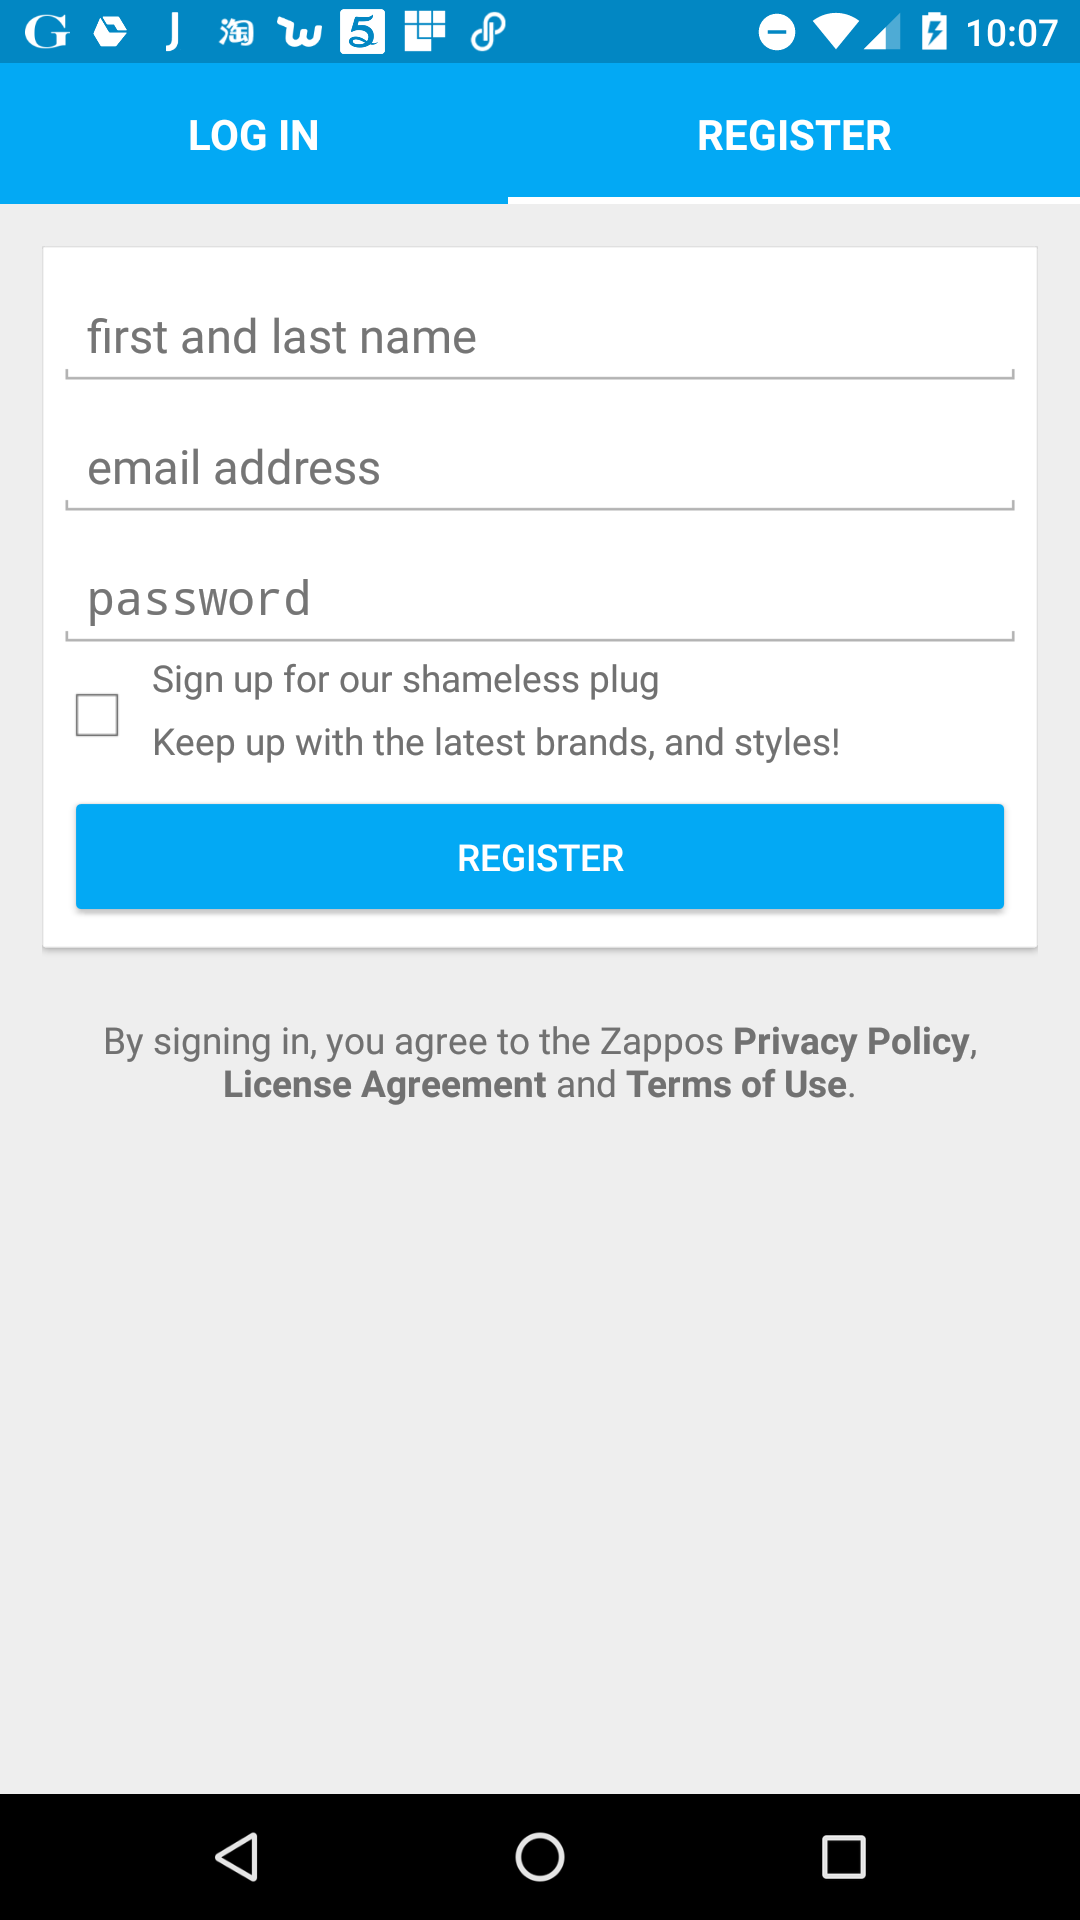 G J 淘 w 5 10:07
LOG IN REGISTER
first and last name
email address
password
Sign up for our shameless plug
Keep up with the latest brands, and styles!
REGISTER
By signing in, you agree to the Zappos Privacy Policy,
License Agreement and Terms of Use.